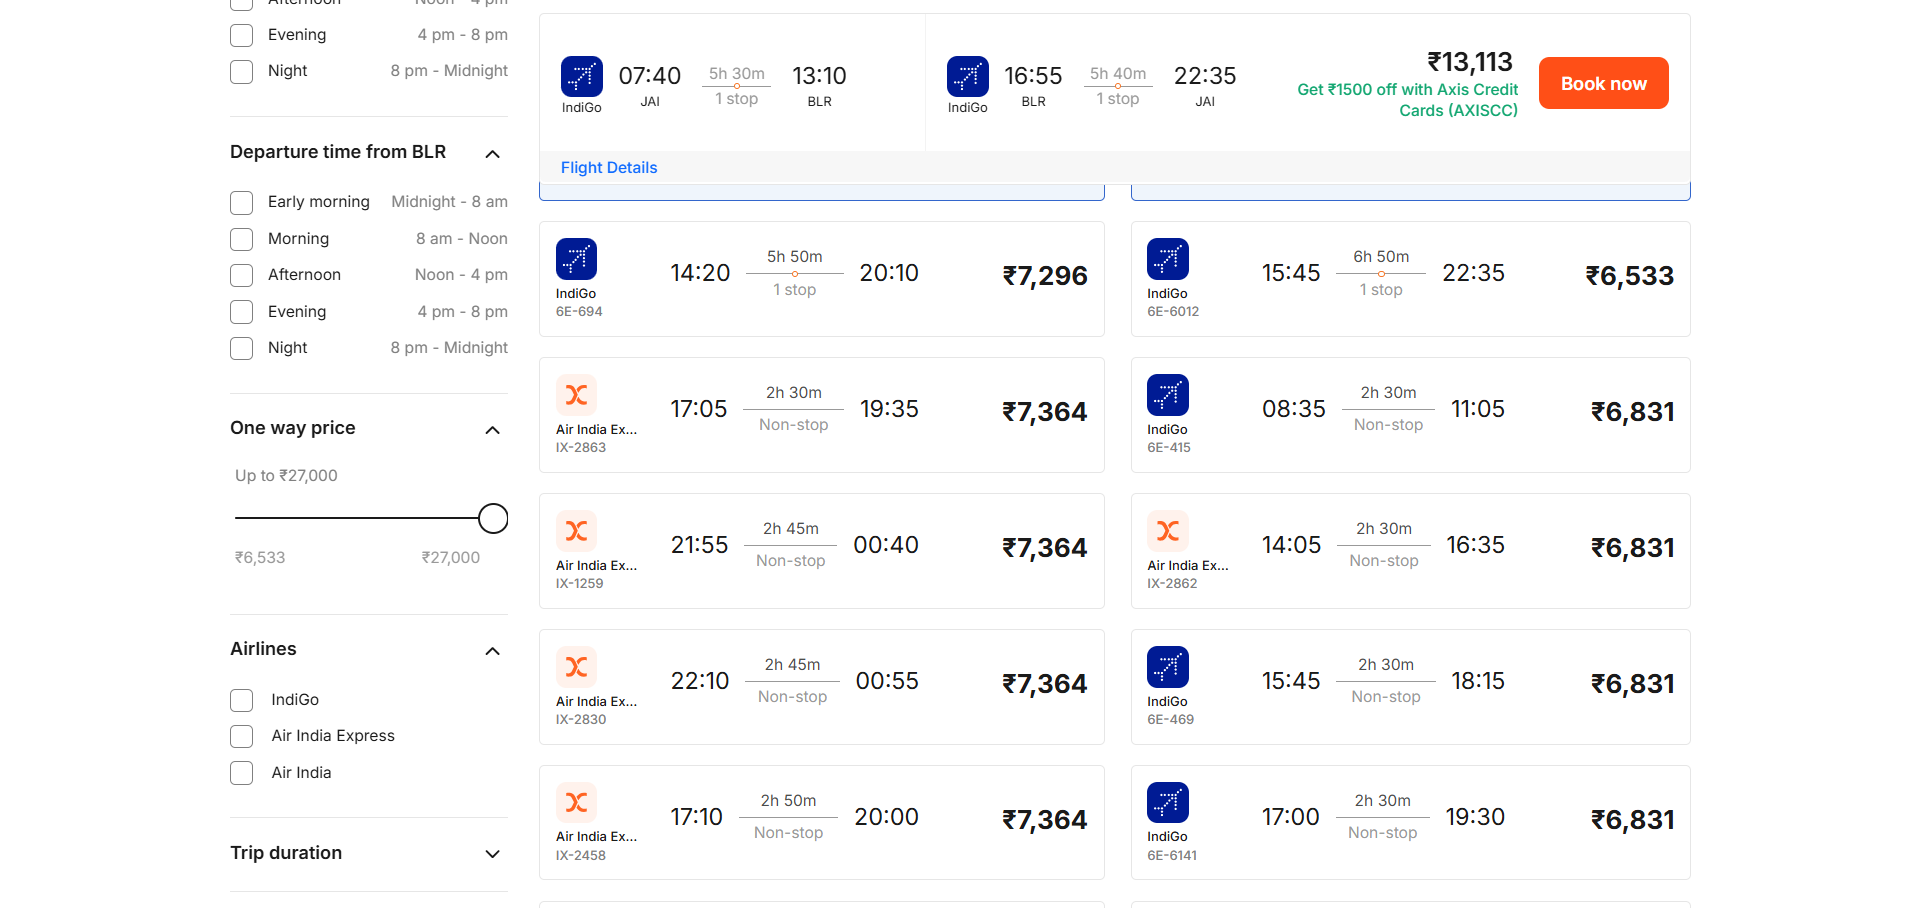 Afternoon Noon - 4 pm
Evening 4 pm - 8 pm
Night 8 pm - Midnight
Departure time from BLR
Early morning Midnight - 8 am
Morning 8 am - Noon
Afternoon Noon - 4 pm
Evening 4 pm - 8 pm
Night 8 pm - Midnight
One way price
Up to ₹27,000
₹6,533 ₹27,000
Airlines
IndiGo
Air India Express
Air India
Trip duration
IndiGo
07:40
JAI
5h 30m
1 stop
13:10
BLR
IndiGo
16:55
BLR
5h 40m
1 stop
22:35
JAI
₹13,113
Get ₹1500 off with Axis Credit
Cards (AXISCC)
Book now
Flight Details
IndiGo
6E-694
14:20
5h 50m
1 stop
20:10
₹7,296
IndiGo
6E-6012
15:45
6h 50m
1 stop
22:35
₹6,533
Air India Ex...
IX-2863
17:05
2h 30m
Non-stop
19:35
₹7,364
IndiGo
6E-415
08:35
2h 30m
Non-stop
11:05
₹6,831
Air India Ex...
IX-1259
21:55
2h 45m
Non-stop
00:40
₹7,364
Air India Ex...
IX-2862
14:05
2h 30m
Non-stop
16:35
₹6,831
Air India Ex...
IX-2830
22:10
2h 45m
Non-stop
00:55
₹7,364
IndiGo
6E-469
15:45
2h 30m
Non-stop
18:15
₹6,831
Air India Ex...
IX-2458
17:10
2h 50m
Non-stop
20:00
₹7,364
IndiGo
6E-6141
17:00
2h 30m
Non-stop
19:30
₹6,831